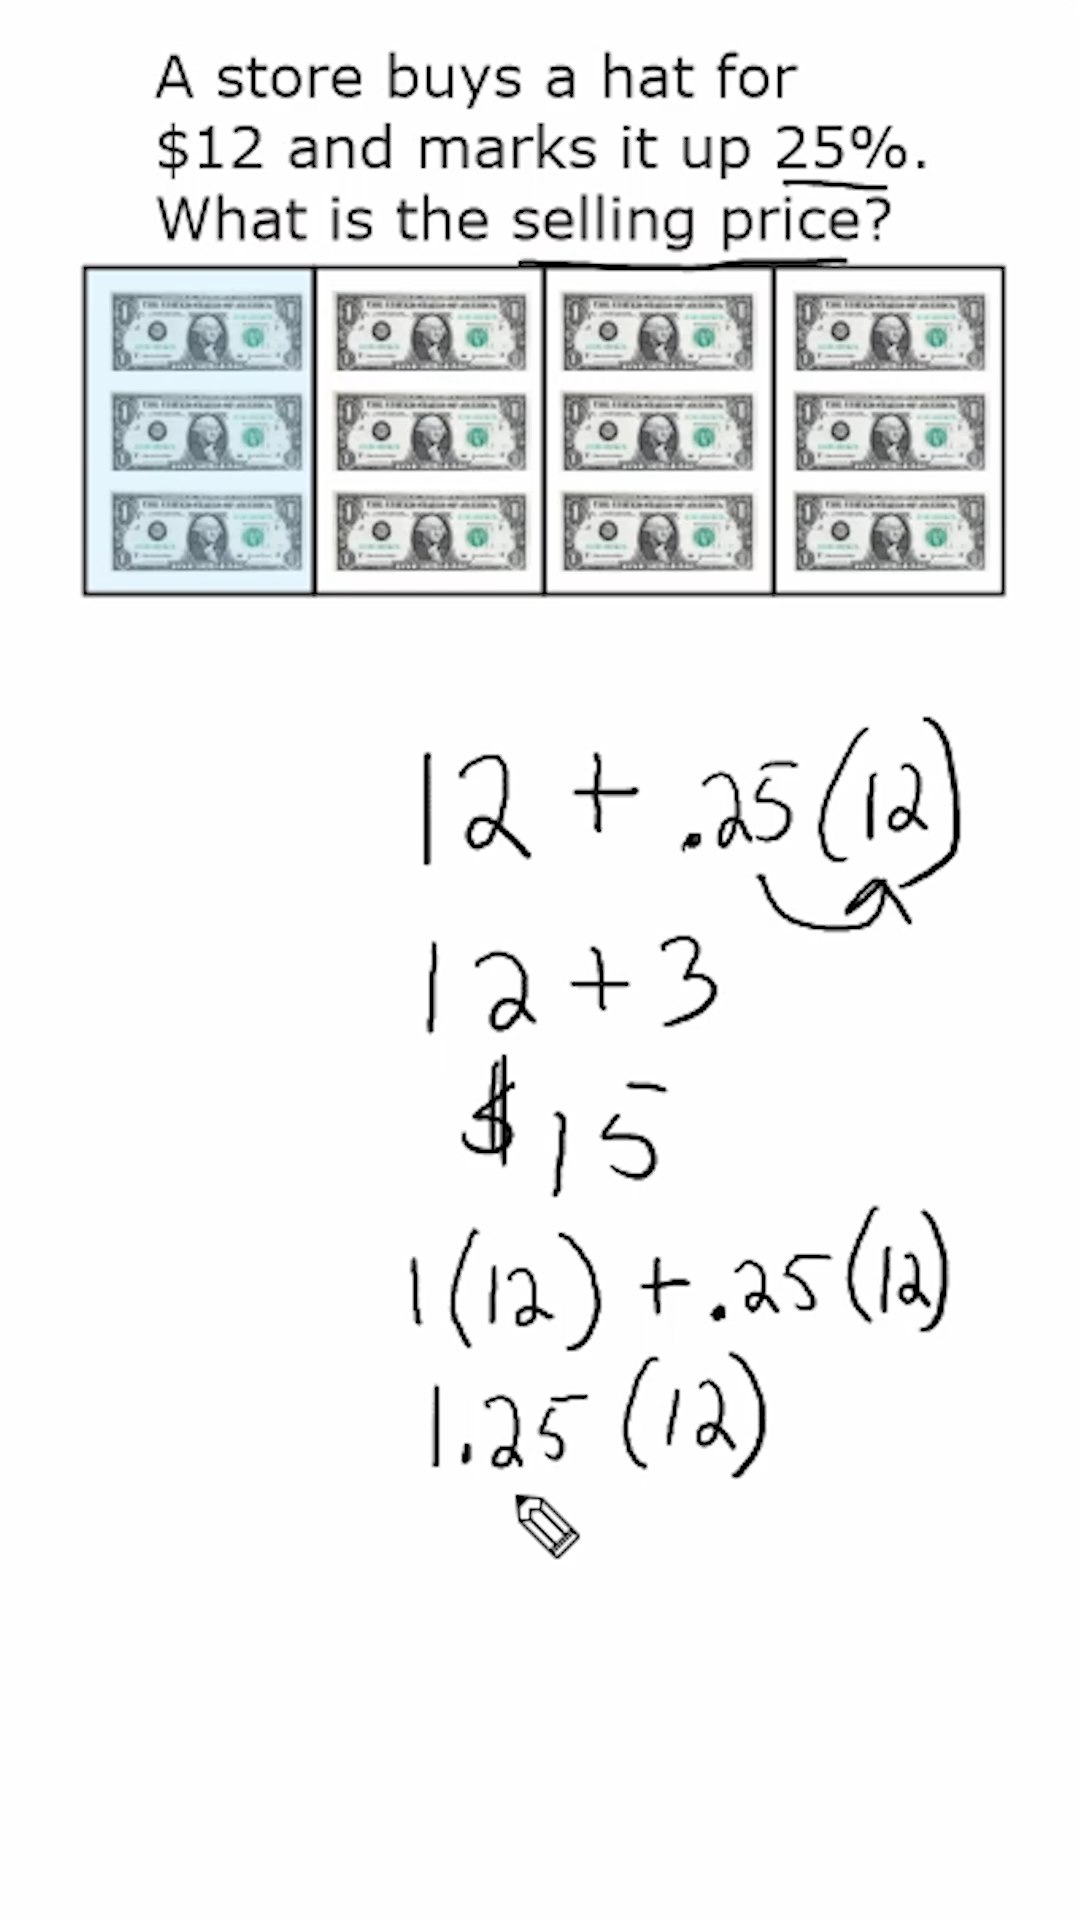 A store buys a hat for
$12 and marks it up 25%.
What is the selling price?
12 + .25(12)
12 + 3
$15
1(12) + .25(12)
1.25(12)